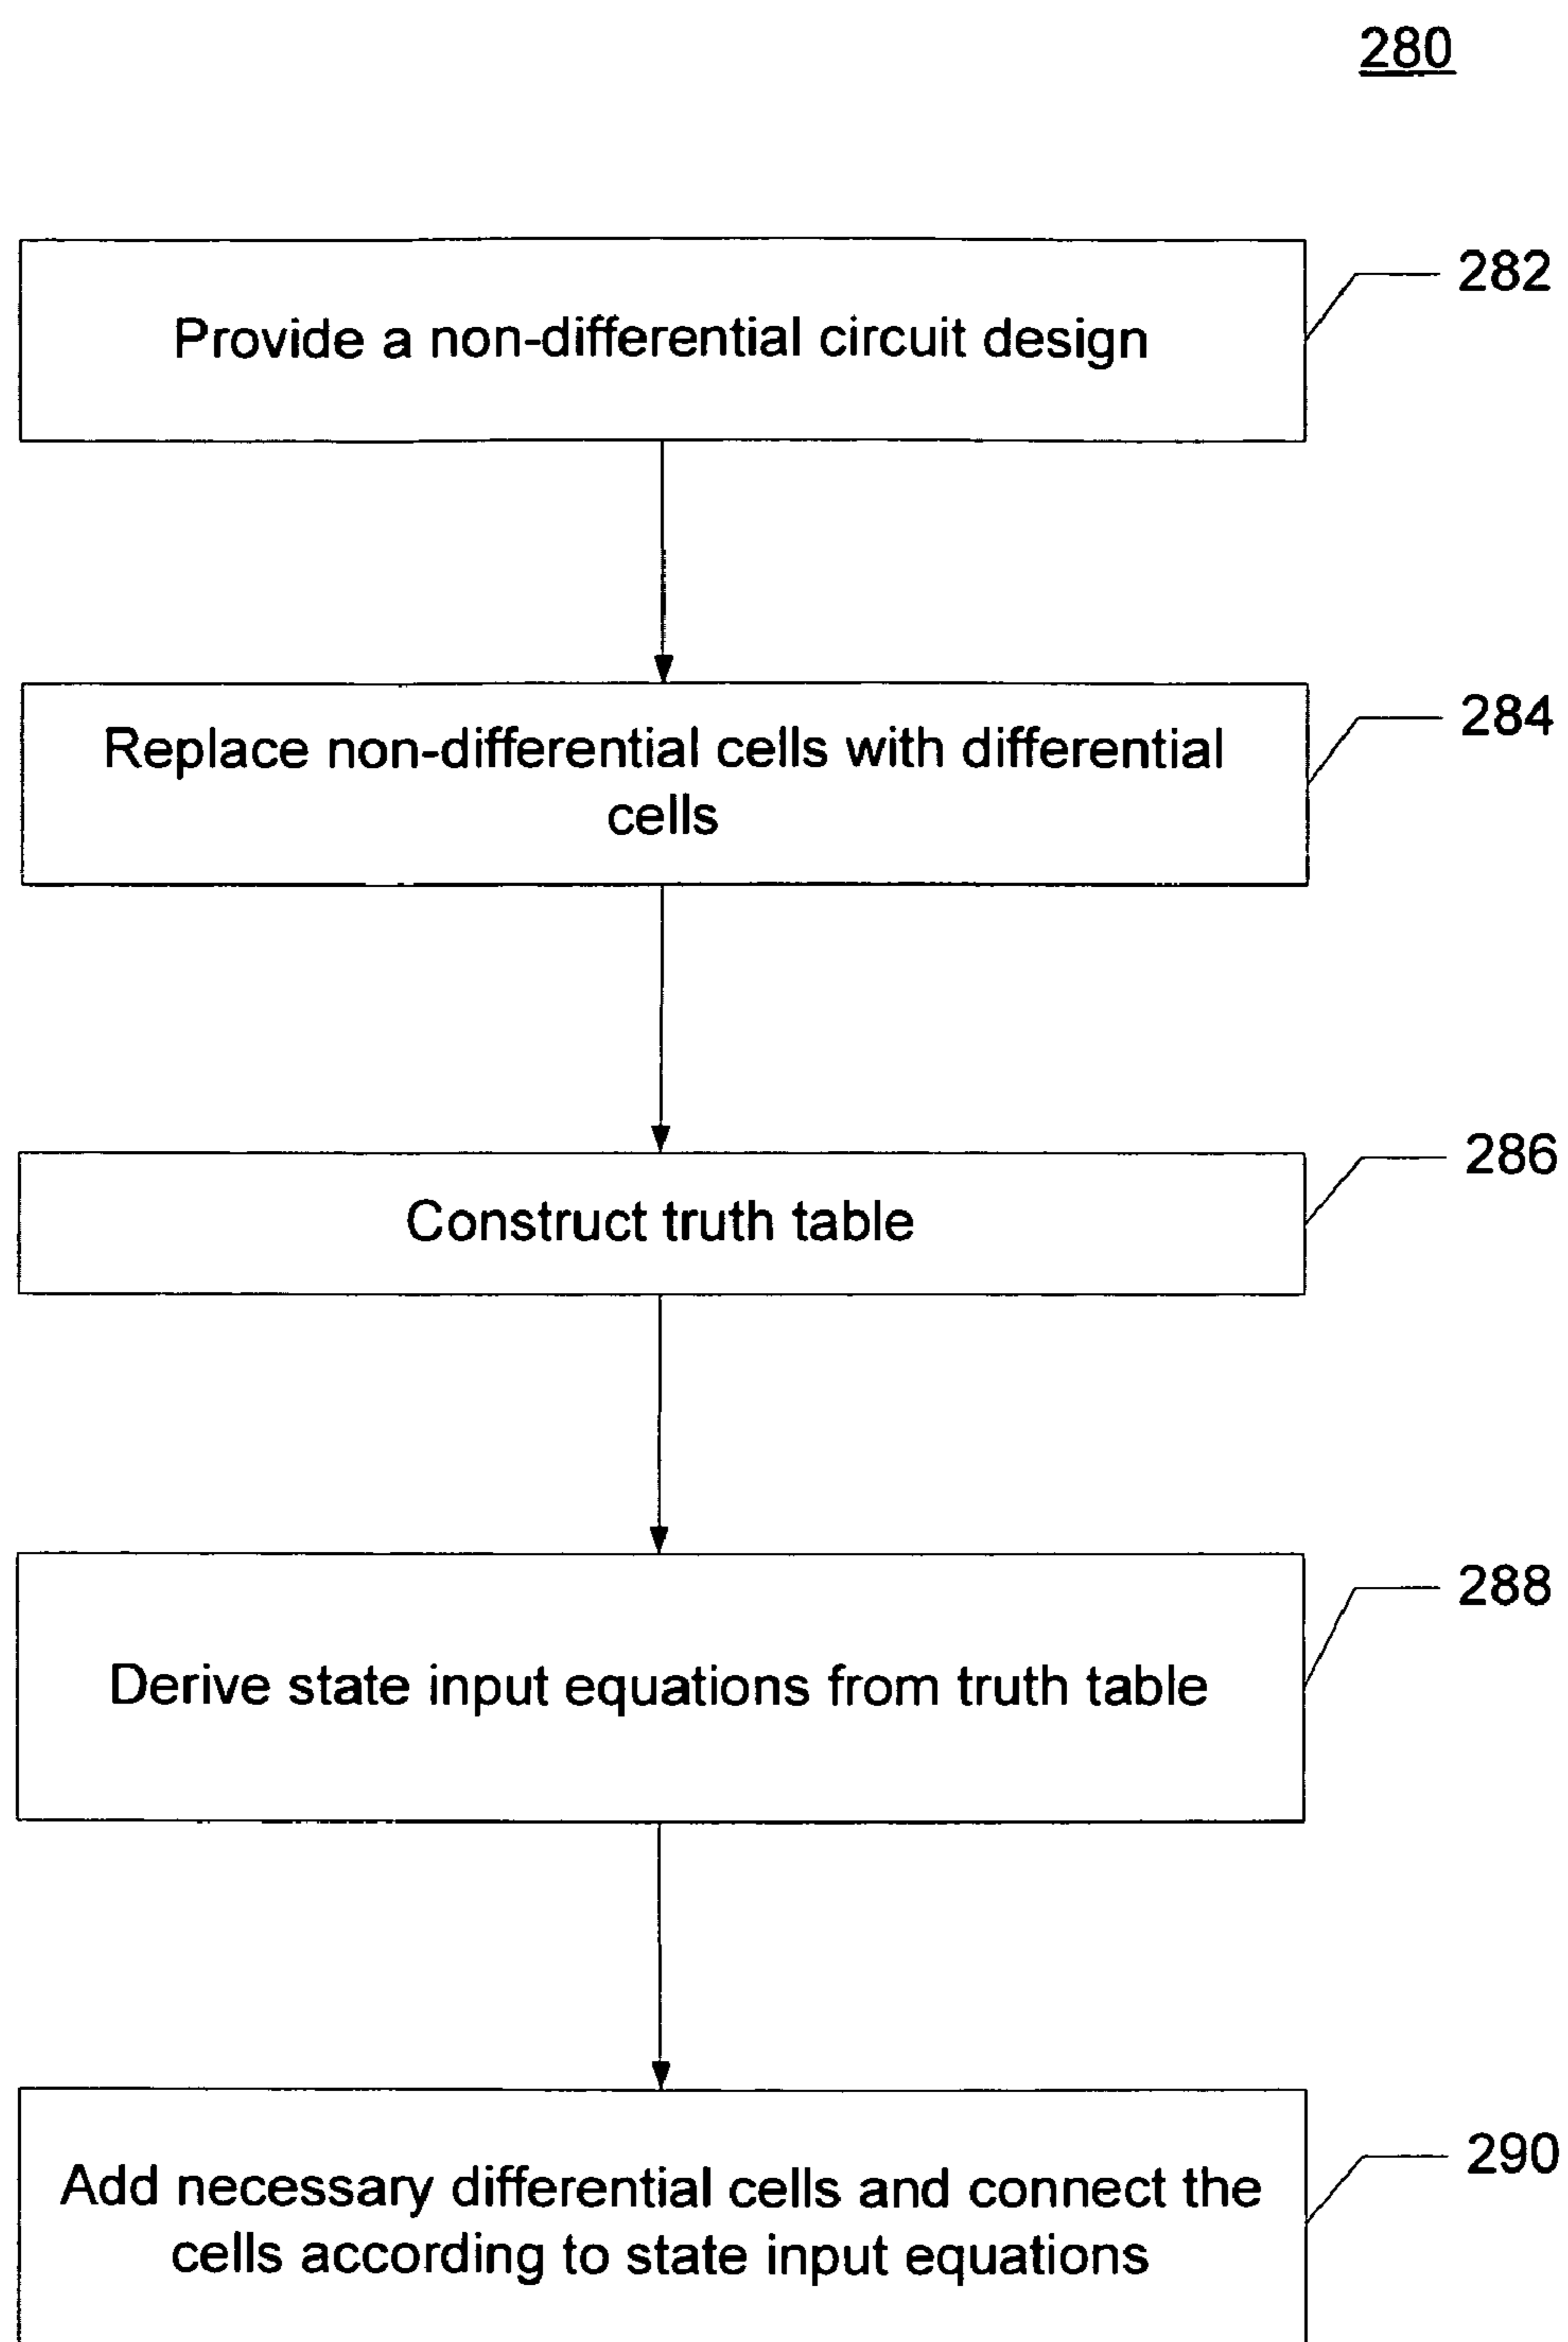 280
Provide a non-differential circuit design
282
Replace non-differential cells with differential
cells
284
Construct truth table
286
Derive state input equations from truth table
288
Add necessary differential cells and connect the
cells according to state input equations
290